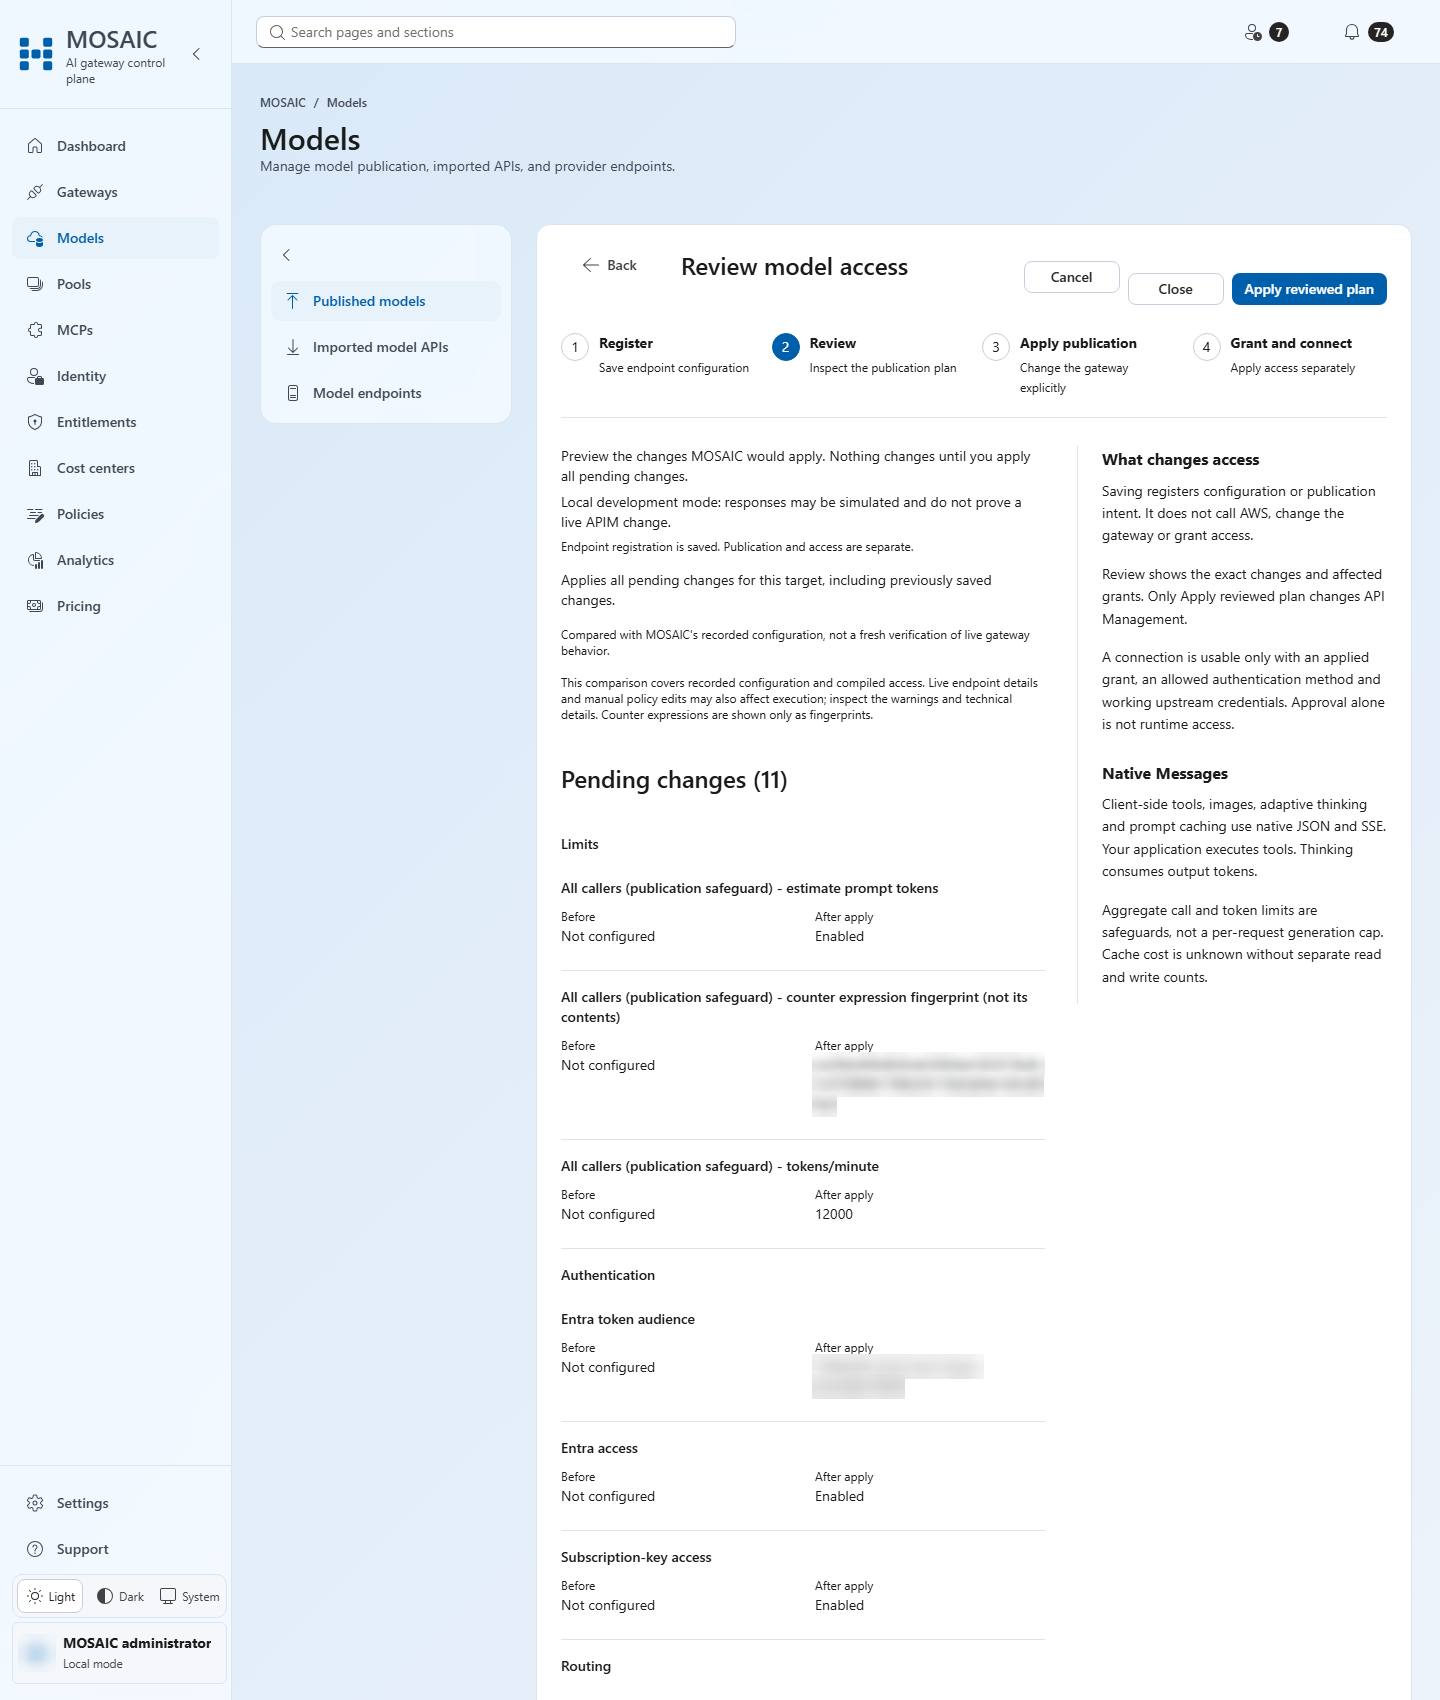 MOSAIC
AI gateway control
plane
Search pages and sections
7
74
Dashboard
Gateways
Models
Pools
MCPs
Identity
Entitlements
Cost centers
Policies
Analytics
Pricing
Settings
Support
Light
Dark
System
MOSAIC administrator
Local mode
MOSAIC / Models
Models
Manage model publication, imported APIs, and provider endpoints.
Published models
Imported model APIs
Model endpoints
Back
Review model access
Cancel
Close
Apply reviewed plan
1
Register
Save endpoint configuration
2
Review
Inspect the publication plan
3
Apply publication
Change the gateway
explicitly
4
Grant and connect
Apply access separately
Preview the changes MOSAIC would apply. Nothing changes until you apply
all pending changes.
Local development mode: responses may be simulated and do not prove a
live APIM change.
Endpoint registration is saved. Publication and access are separate.
Applies all pending changes for this target, including previously saved
changes.
Compared with MOSAIC's recorded configuration, not a fresh verification of live gateway
behavior.
This comparison covers recorded configuration and compiled access. Live endpoint details
and manual policy edits may also affect execution; inspect the warnings and technical
details. Counter expressions are shown only as fingerprints.
Pending changes (11)
Limits
All callers (publication safeguard) - estimate prompt tokens
Before
Not configured
After apply
Enabled
All callers (publication safeguard) - counter expression fingerprint (not its
contents)
Before
Not configured
After apply
All callers (publication safeguard) - tokens/minute
Before
Not configured
After apply
12000
Authentication
Entra token audience
Before
Not configured
After apply
Entra access
Before
Not configured
After apply
Enabled
Subscription-key access
Before
Not configured
After apply
Enabled
Routing
What changes access
Saving registers configuration or publication
intent. It does not call AWS, change the
gateway or grant access.
Review shows the exact changes and affected
grants. Only Apply reviewed plan changes API
Management.
A connection is usable only with an applied
grant, an allowed authentication method and
working upstream credentials. Approval alone
is not runtime access.
Native Messages
Client-side tools, images, adaptive thinking
and prompt caching use native JSON and SSE.
Your application executes tools. Thinking
consumes output tokens.
Aggregate call and token limits are
safeguards, not a per-request generation cap.
Cache cost is unknown without separate read
and write counts.